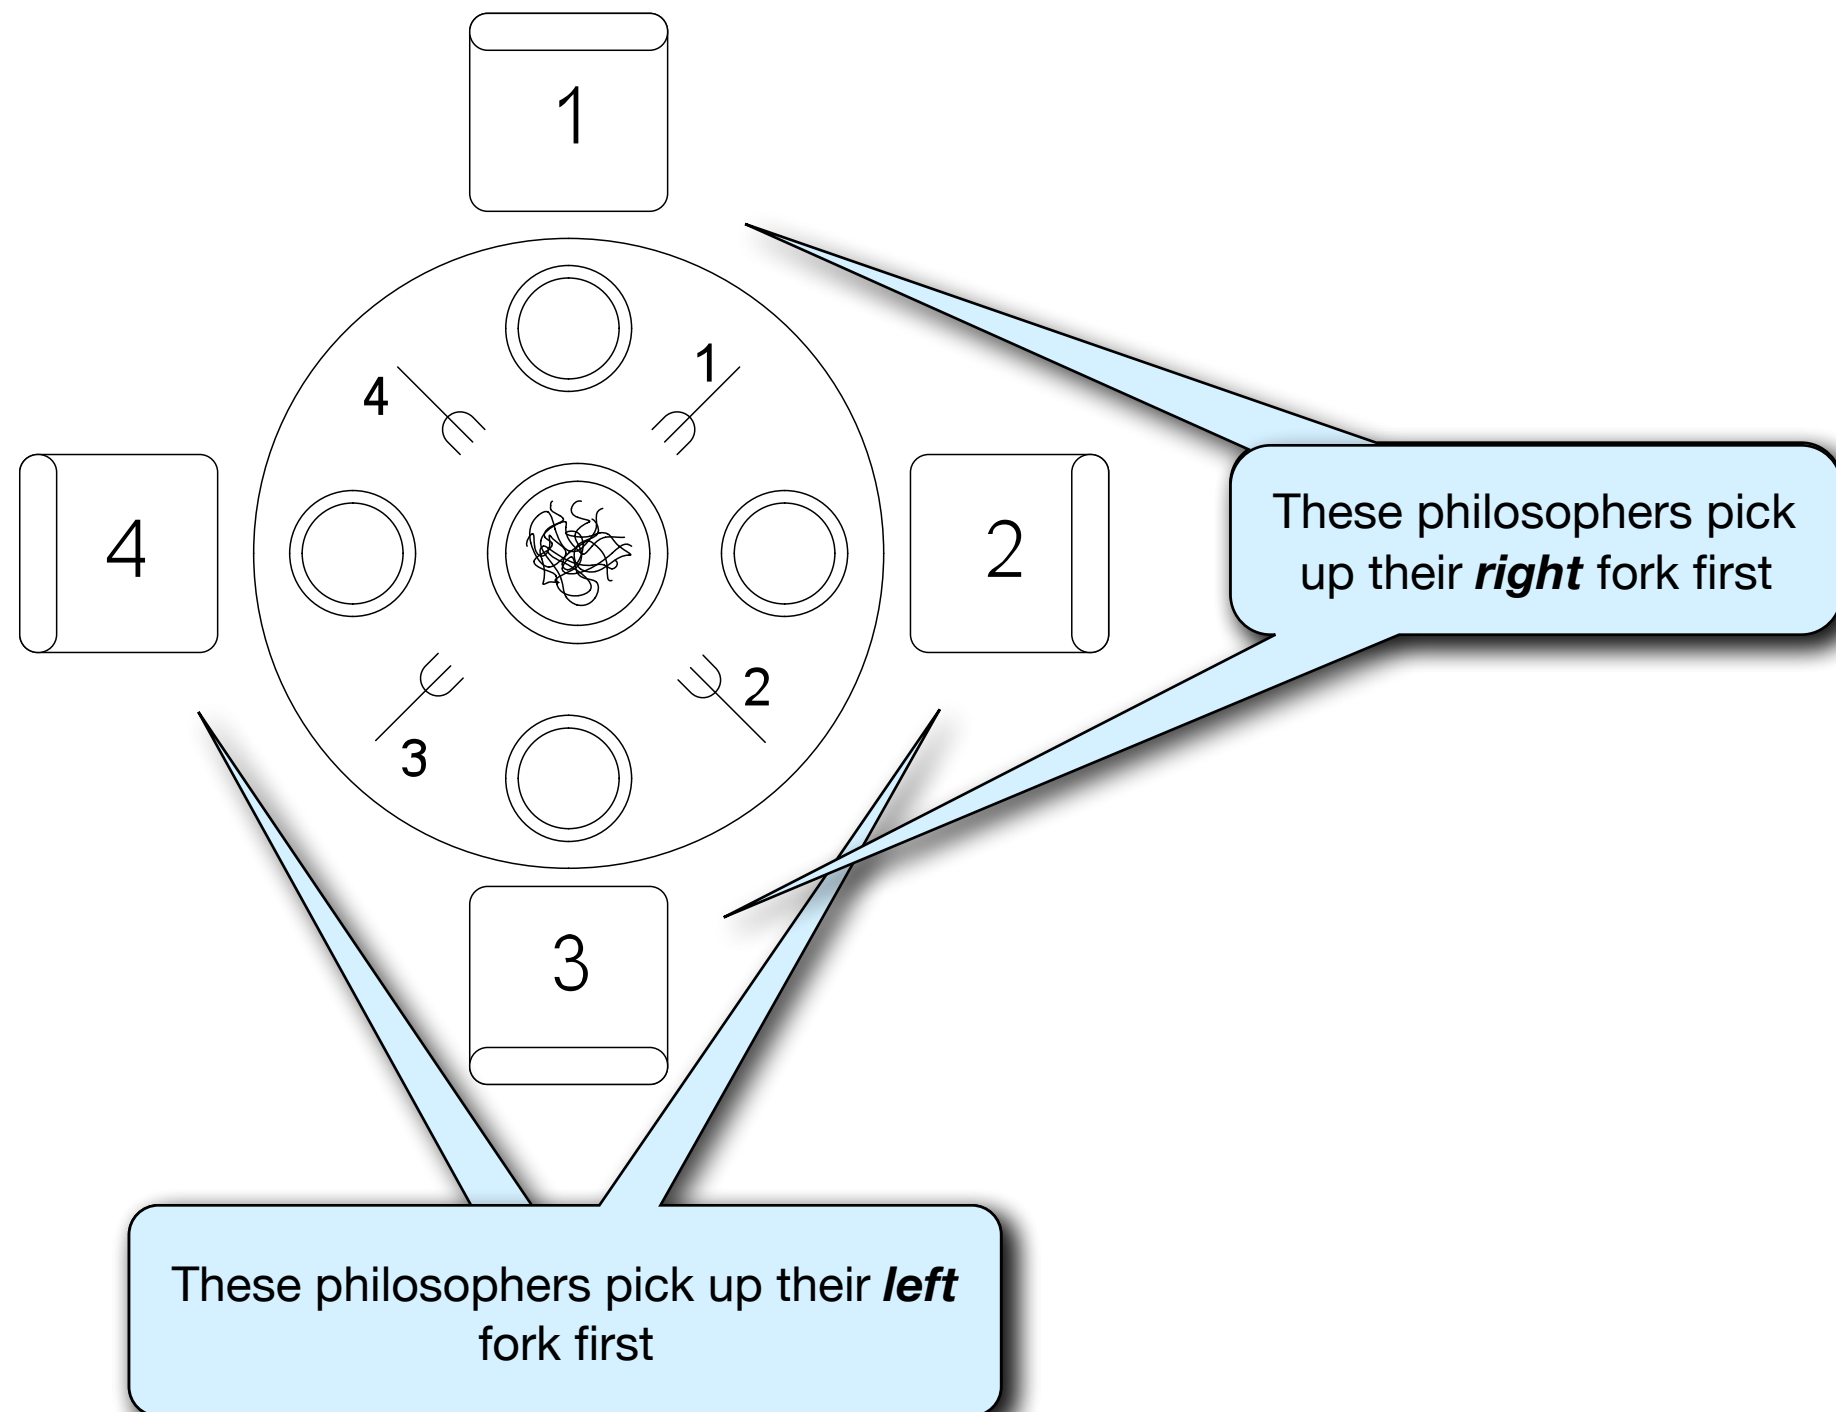 1
1
4
4
2
These philosophers pick
up their right fork first
2
3
3
These philosophers pick up their left
fork first